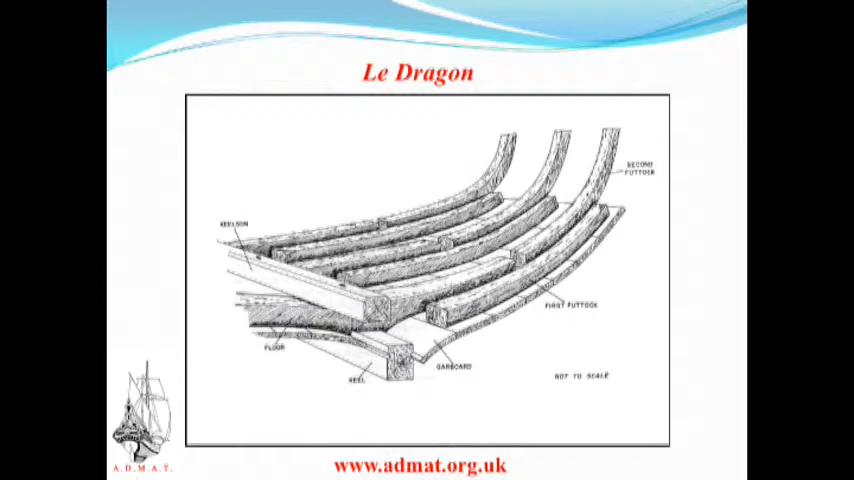 Le Dragon
SECOND
FUTTOCK
KEELSON
FIRST FUTTOCK
FLOOR
GARBOARD
KEEL
NOT TO SCALE
A.D.M.A.T.
www.admat.org.uk